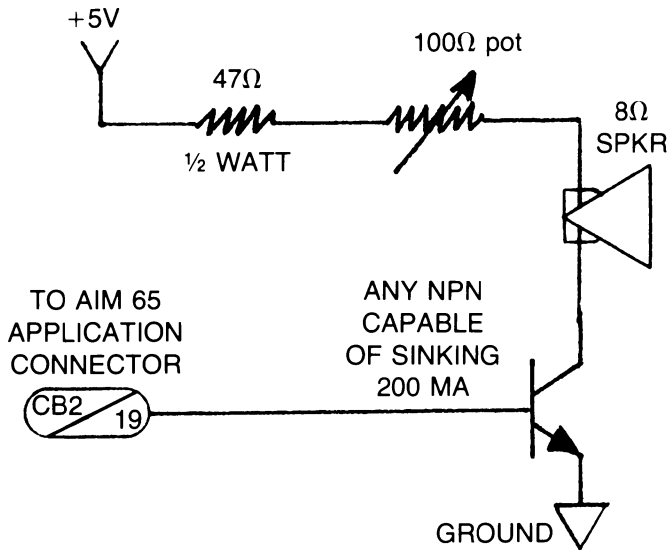 +5V
100Ω pot
47Ω
½ WATT
8Ω
SPKR
TO AIM 65
APPLICATION
CONNECTOR
CB2
19
ANY NPN
CAPABLE
OF SINKING
200 MA
GROUND